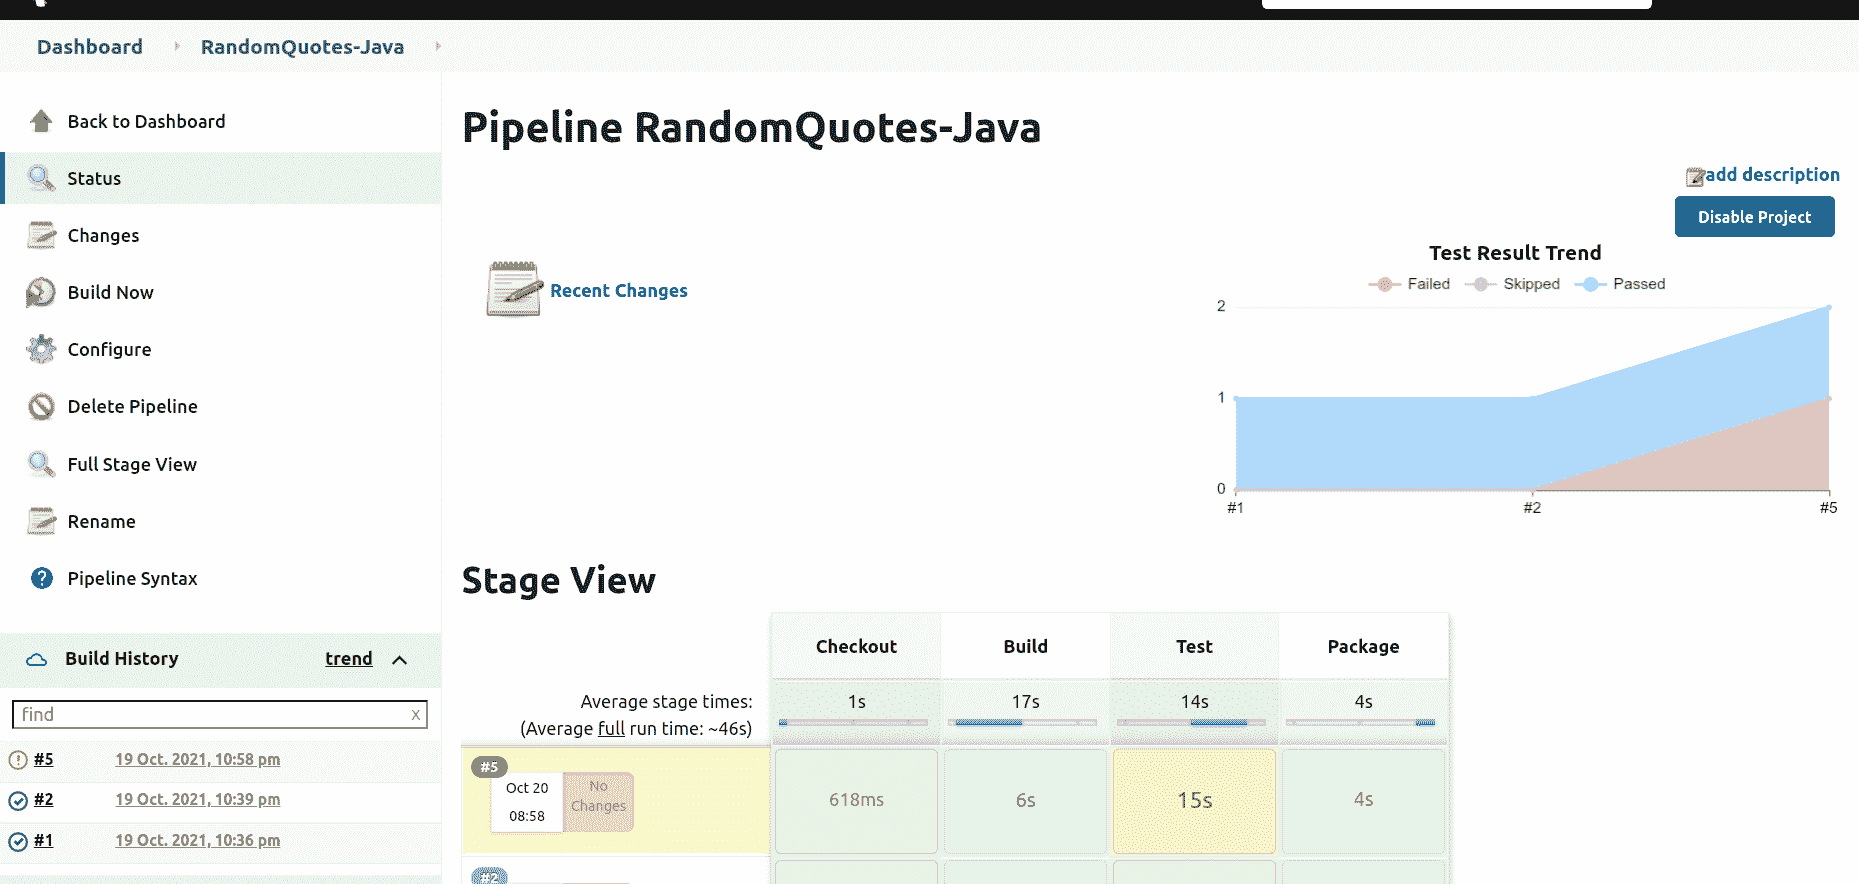 Dashboard RandomQuotes-Java
Back to Dashboard
Status
Changes
Build Now
Configure
Delete Pipeline
Full Stage View
Rename
Pipeline Syntax
Build History trend
find x
#5 19 Oct. 2021, 10:58 pm
#2 19 Oct. 2021, 10:39 pm
#1 19 Oct. 2021, 10:36 pm
Pipeline RandomQuotes-Java
add description
Disable Project
Recent Changes
Test Result Trend
Failed Skipped Passed
2
1
0
#1 #2 #5
Stage View
Checkout Build Test Package
Average stage times: 1s 17s 14s 4s
(Average full run time: ~46s)
#5
Oct 20 No
08:58 Changes
618ms 6s 15s 4s
#2